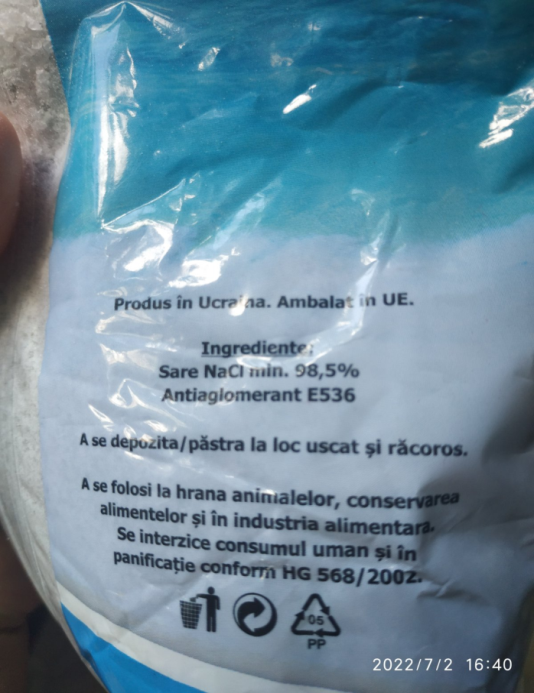 Produs în Ucraina. Ambalat în UE.
Ingrediente:
Sare NaCl min. 98,5%
Antiaglomerant E536
A se depozita/păstra la loc uscat și răcoros.
A se folosi la hrana animalelor, conservarea
alimentelor și în industria alimentara.
Se interzice consumul uman și în
panificație conform HG 568/2002.
05
PP
2022/7/2 16:40